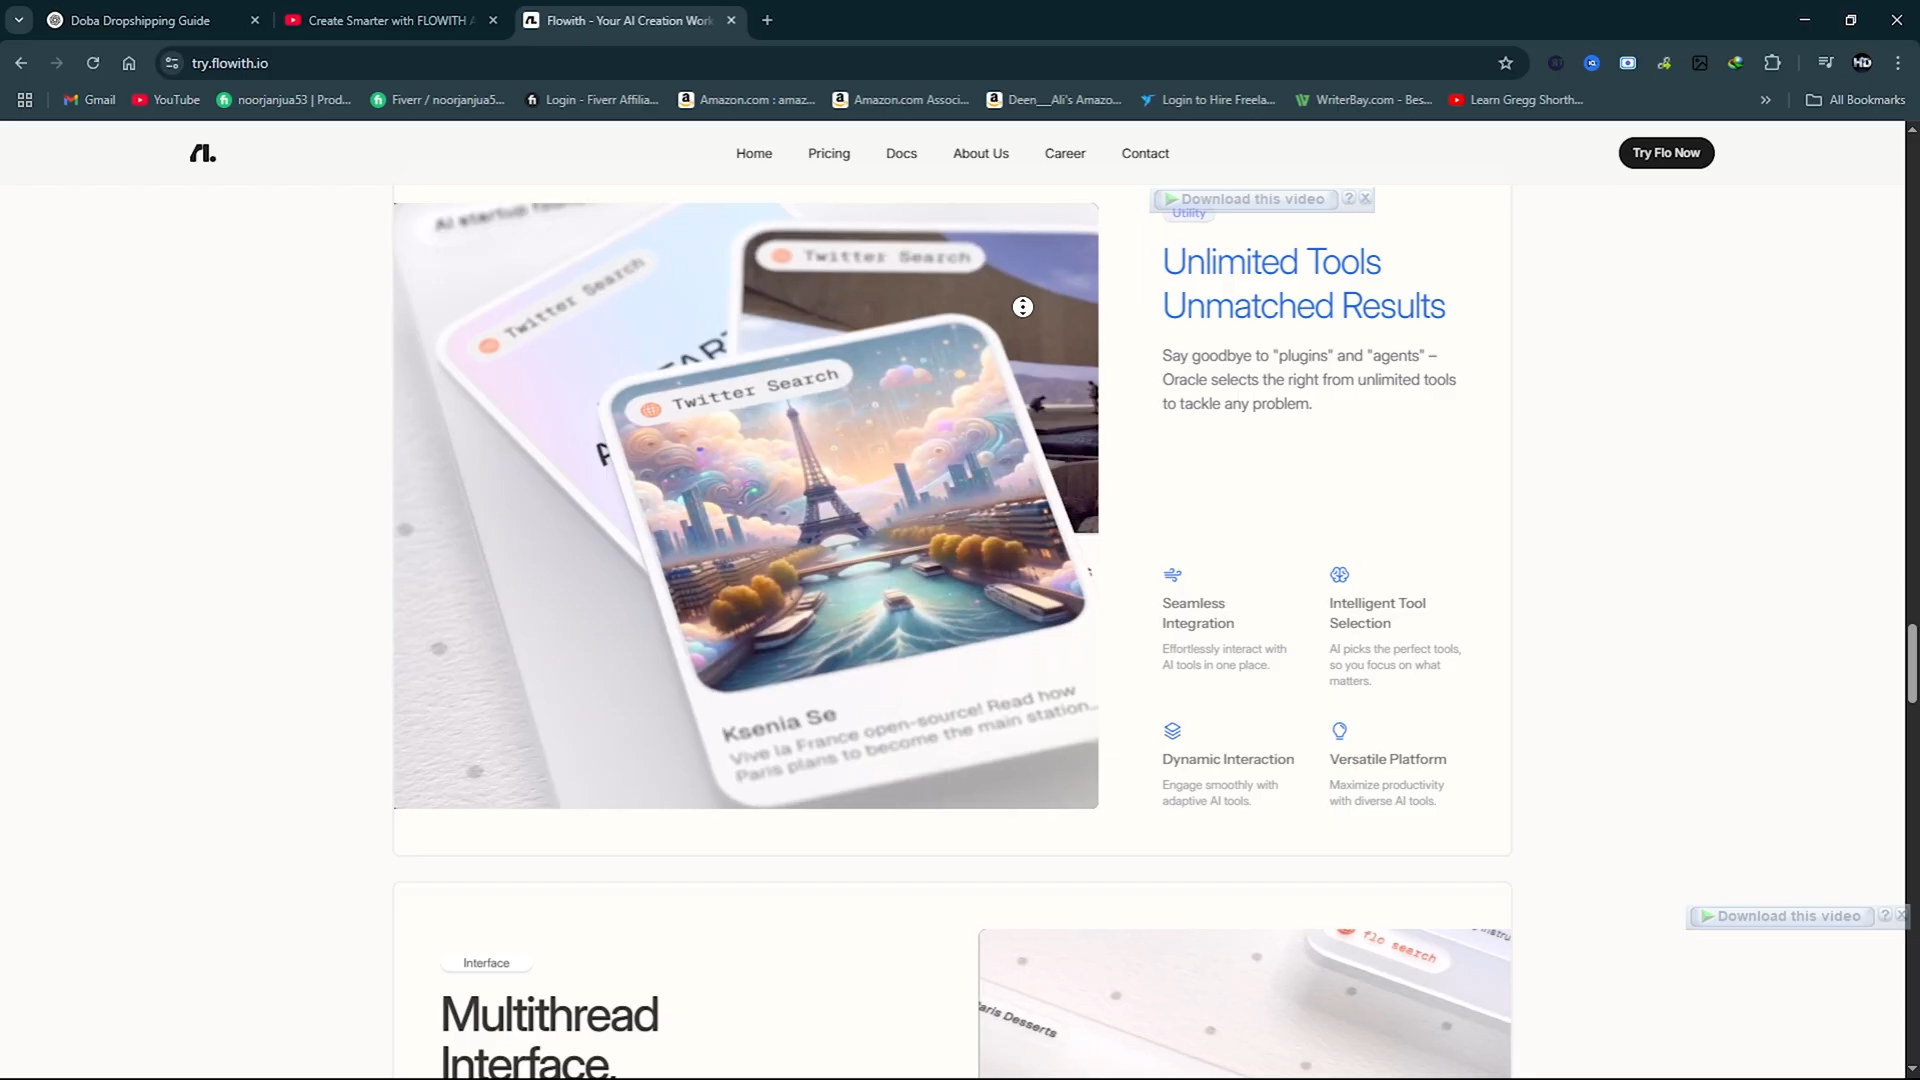 Doba Dropshipping Guide
Create Smarter with FLOWITH A
Flowith - Your AI Creation Work
try.flowith.io
HD
Gmail
YouTube
noorjanjua53 | Prod...
Fiverr / noorjanjua5...
Login - Fiverr Affilia...
Amazon.com : amaz...
Amazon.com Associ...
Deen___Ali's Amazo...
Login to Hire Freela...
WriterBay.com - Bes...
Learn Gregg Shorth...
All Bookmarks
Home
Pricing
Docs
About Us
Career
Contact
Try Flo Now
Download this video
Utility
Unlimited Tools
Unmatched Results
Say goodbye to "plugins" and "agents" –
Oracle selects the right from unlimited tools
to tackle any problem.
AI startup
Twitter Search
Twitter Search
Twitter Search
Ksenia Se
Vive la France open-source! Read how
Paris plans to become the main station...
Seamless
Integration
Effortlessly interact with
AI tools in one place.
Intelligent Tool
Selection
AI picks the perfect tools,
so you focus on what
matters.
Dynamic Interaction
Engage smoothly with
adaptive AI tools.
Versatile Platform
Maximize productivity
with diverse AI tools.
Download this video
Interface
Multithread
Interface.
flo search
Paris Desserts